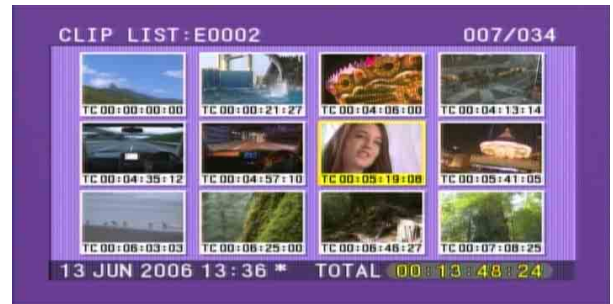 CLIP LIST:E0002 007/034
TC 00:00:00:00 TC 00:00:21:27 TC 00:04:06:00 TC 00:04:13:14
TC 00:04:35:12 TC 00:04:57:10 TC 00:05:19:08 TC 00:05:41:05
TC 00:06:03:03 TC 00:06:25:00 TC 00:06:46:27 TC 00:07:08:25
13 JUN 2006 13:36 * TOTAL 00:13:48:24